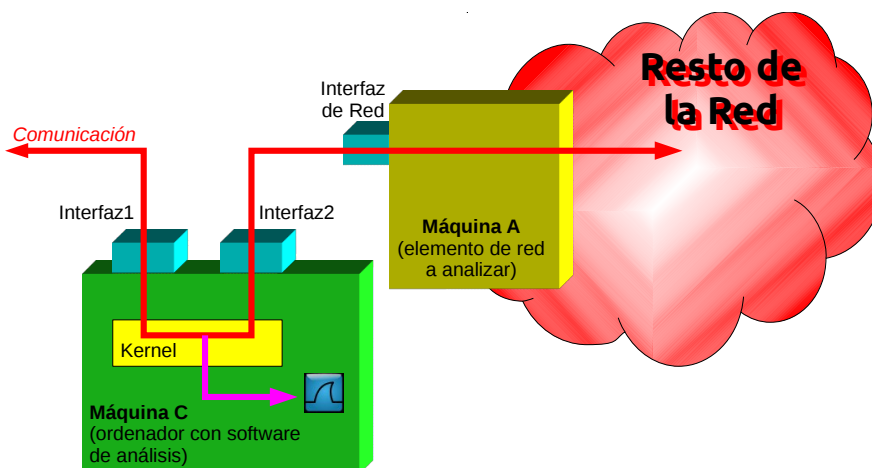 Resto de
la Red
Interfaz
de Red
Comunicación
Interfaz1
Interfaz2
Máquina A
(elemento de red
a analizar)
Kernel
Máquina C
(ordenador con software
de análisis)